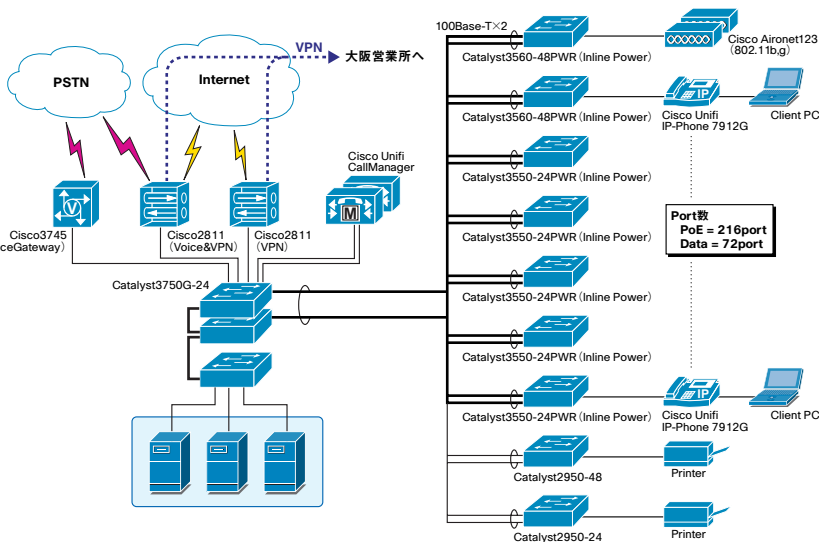 100Base-T×2
VPN
大阪営業所へ
PSTN
Internet
Cisco Aironet123
(802.11b,g)
Catalyst3560-48PWR(Inline Power)
Catalyst3560-48PWR(Inline Power)
Cisco Unifi
IP-Phone 7912G
Client PC
IP
Cisco Unifi
CallManager
M
V
Catalyst3550-24PWR(Inline Power)
Cisco3745
ceGateway)
Cisco2811
(Voice&VPN)
Cisco2811
(VPN)
Port数
PoE = 216port
Data = 72port
Catalyst3550-24PWR(Inline Power)
Catalyst3750G-24
Catalyst3550-24PWR(Inline Power)
Catalyst3550-24PWR(Inline Power)
IP
Catalyst3550-24PWR(Inline Power)
Cisco Unifi
IP-Phone 7912G
Client PC
Catalyst2950-48
Printer
Catalyst2950-24
Printer